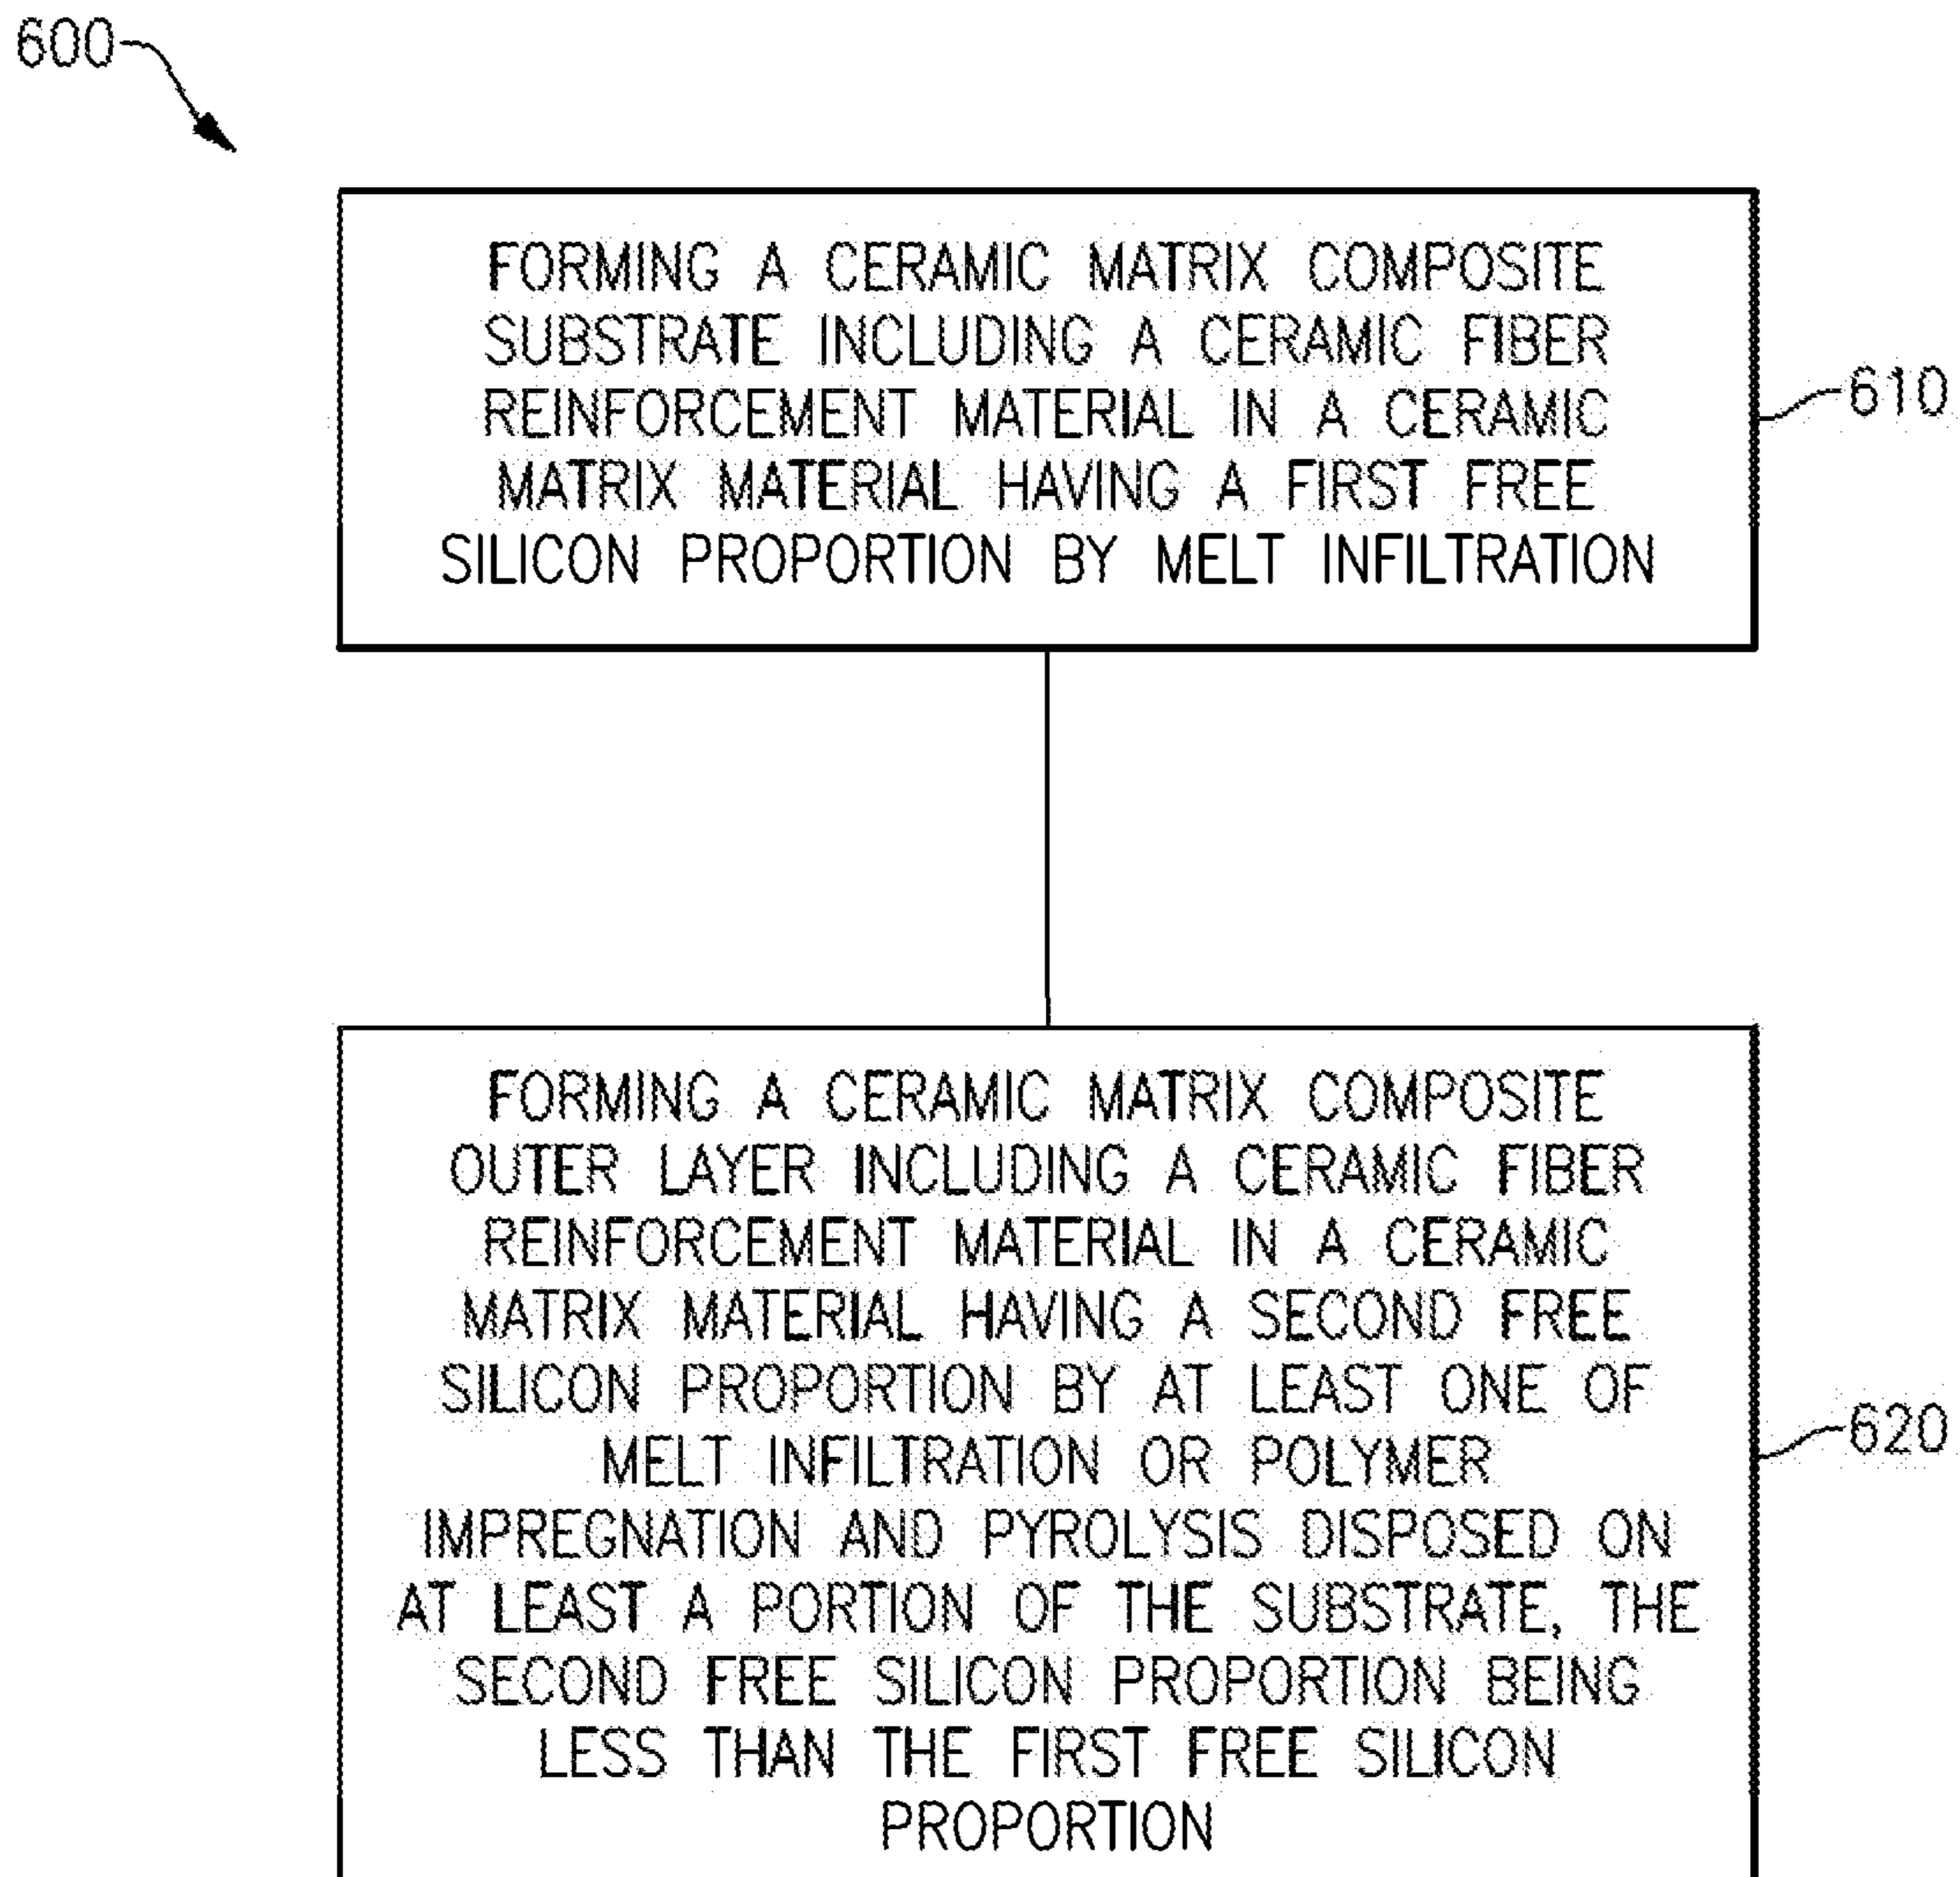 600
FORMING A CERAMIC MATRIX COMPOSITE
SUBSTRATE INCLUDING A CERAMIC FIBER
REINFORCEMENT MATERIAL IN A CERAMIC
MATRIX MATERIAL HAVING A FIRST FREE
SILICON PROPORTION BY MELT INFILTRATION
610
FORMING A CERAMIC MATRIX COMPOSITE
OUTER LAYER INCLUDING A CERAMIC FIBER
REINFORCEMENT MATERIAL IN A CERAMIC
MATRIX MATERIAL HAVING A SECOND FREE
SILICON PROPORTION BY AT LEAST ONE OF
MELT INFILTRATION OR POLYMER
IMPREGNATION AND PYROLYSIS DISPOSED ON
AT LEAST A PORTION OF THE SUBSTRATE, THE
SECOND FREE SILICON PROPORTION BEING
LESS THAN THE FIRST FREE SILICON
PROPORTION
620